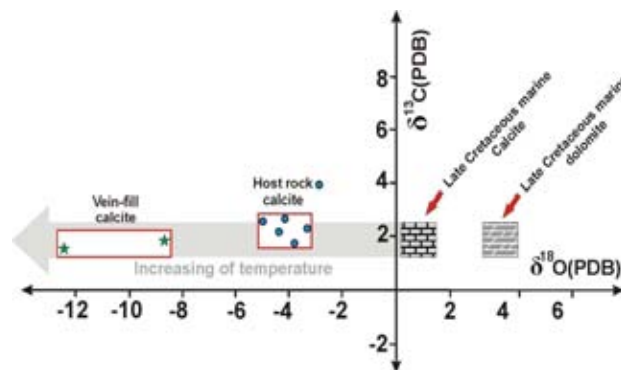 8
6
4
2
-2
δ13C(PDB)
Late Cretaceous marine
Calcite
Late Cretaceous marine
dolomite
Vein-fill
calcite
Host rock
calcite
Increasing of temperature
δ18O(PDB)
-12 -10 -8 -6 -4 -2 2 4 6